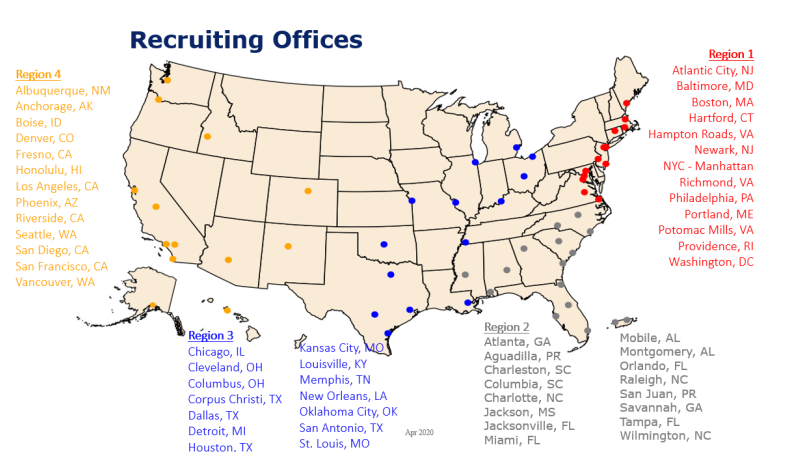 Recruiting Offices
Region 4
Albuquerque, NM
Anchorage, AK
Boise, ID
Denver, CO
Fresno, CA
Honolulu, HI
Los Angeles, CA
Phoenix, AZ
Riverside, CA
Seattle, WA
San Diego, CA
San Francisco, CA
Vancouver, WA
Region 1
Atlantic City, NJ
Baltimore, MD
Boston, MA
Hartford, CT
Hampton Roads, VA
Newark, NJ
NYC - Manhattan
Richmond, VA
Philadelphia, PA
Portland, ME
Potomac Mills, VA
Providence, RI
Washington, DC
Region 3
Chicago, IL
Cleveland, OH
Columbus, OH
Corpus Christi, TX
Dallas, TX
Detroit, MI
Houston, TX
Kansas City, MO
Louisville, KY
Memphis, TN
New Orleans, LA
Oklahoma City, OK
San Antonio, TX
St. Louis, MO
Apr 2020
Region 2
Atlanta, GA
Aguadilla, PR
Charleston, SC
Columbia, SC
Charlotte, NC
Jackson, MS
Jacksonville, FL
Miami, FL
Mobile, AL
Montgomery, AL
Orlando, FL
Raleigh, NC
San Juan, PR
Savannah, GA
Tampa, FL
Wilmington, NC